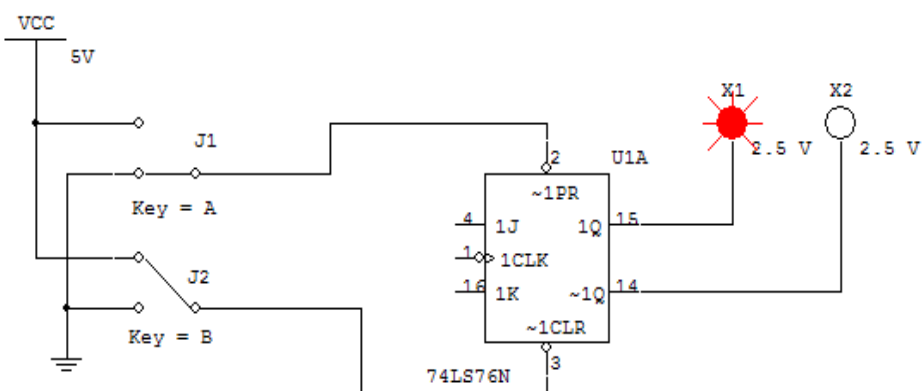 VCC
5V
J1
Key = A
J2
Key = B
2
U1A
~1PR
4
1J
1Q
15
1
1CLK
16
1K
~1Q
14
~1CLR
3
74LS76N
X1
2.5 V
X2
2.5 V